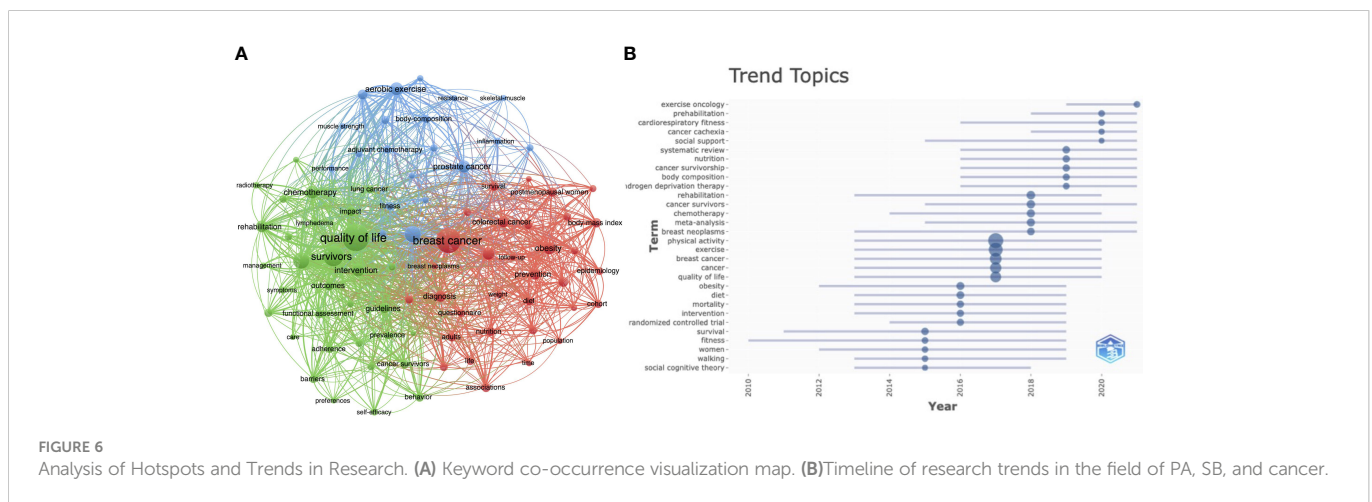 A
aerobic exercise
resistance
skeletal-muscle
muscle strength
body-composition
adjuvant chemotherapy
inflammation
performance
prostate cancer
radiotherapy
chemotherapy
lung cancer
survival
postmenopausal women
lymphedema
impact
fitness
colorectal cancer
body-mass index
rehabilitation
quality of life
breast cancer
survivors
follow-up
obesity
management
intervention
breast neoplasms
prevention
epidemiology
symptoms
outcomes
diagnosis
weight
diet
cohort
functional assessment
guidelines
questionnaire
care
prevalence
nutrition
population
adherence
adults
cancer survivors
life
time
barriers
associations
preferences
behavior
self-efficacy
B
Trend Topics
Term
exercise oncology
prehabilitation
cardiorespiratory fitness
cancer cachexia
social support
systematic review
nutrition
cancer survivorship
body composition
ndrogen deprivation therapy
rehabilitation
cancer survivors
chemotherapy
meta-analysis
breast neoplasms
physical activity
exercise
breast cancer
cancer
quality of life
obesity
diet
mortality
intervention
randomized controlled trial
survival
fitness
women
walking
social cognitive theory
2010 2012 2014 2016 2018 2020
Year
FIGURE 6
Analysis of Hotspots and Trends in Research. (A) Keyword co-occurrence visualization map. (B)Timeline of research trends in the field of PA, SB, and cancer.